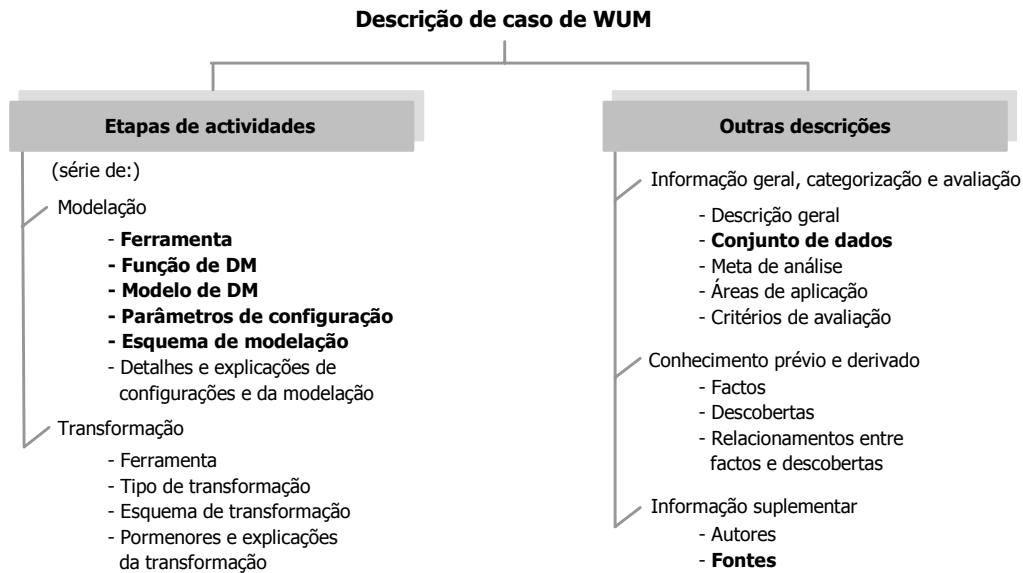 Descrição de caso de WUM
Etapas de actividades
(série de:)
Modelação
- Ferramenta
- Função de DM
- Modelo de DM
- Parâmetros de configuração
- Esquema de modelação
- Detalhes e explicações de
configurações e da modelação
Transformação
- Ferramenta
- Tipo de transformação
- Esquema de transformação
- Pormenores e explicações
da transformação
Outras descrições
Informação geral, categorização e avaliação
- Descrição geral
- Conjunto de dados
- Meta de análise
- Áreas de aplicação
- Critérios de avaliação
Conhecimento prévio e derivado
- Factos
- Descobertas
- Relacionamentos entre
factos e descobertas
Informação suplementar
- Autores
- Fontes